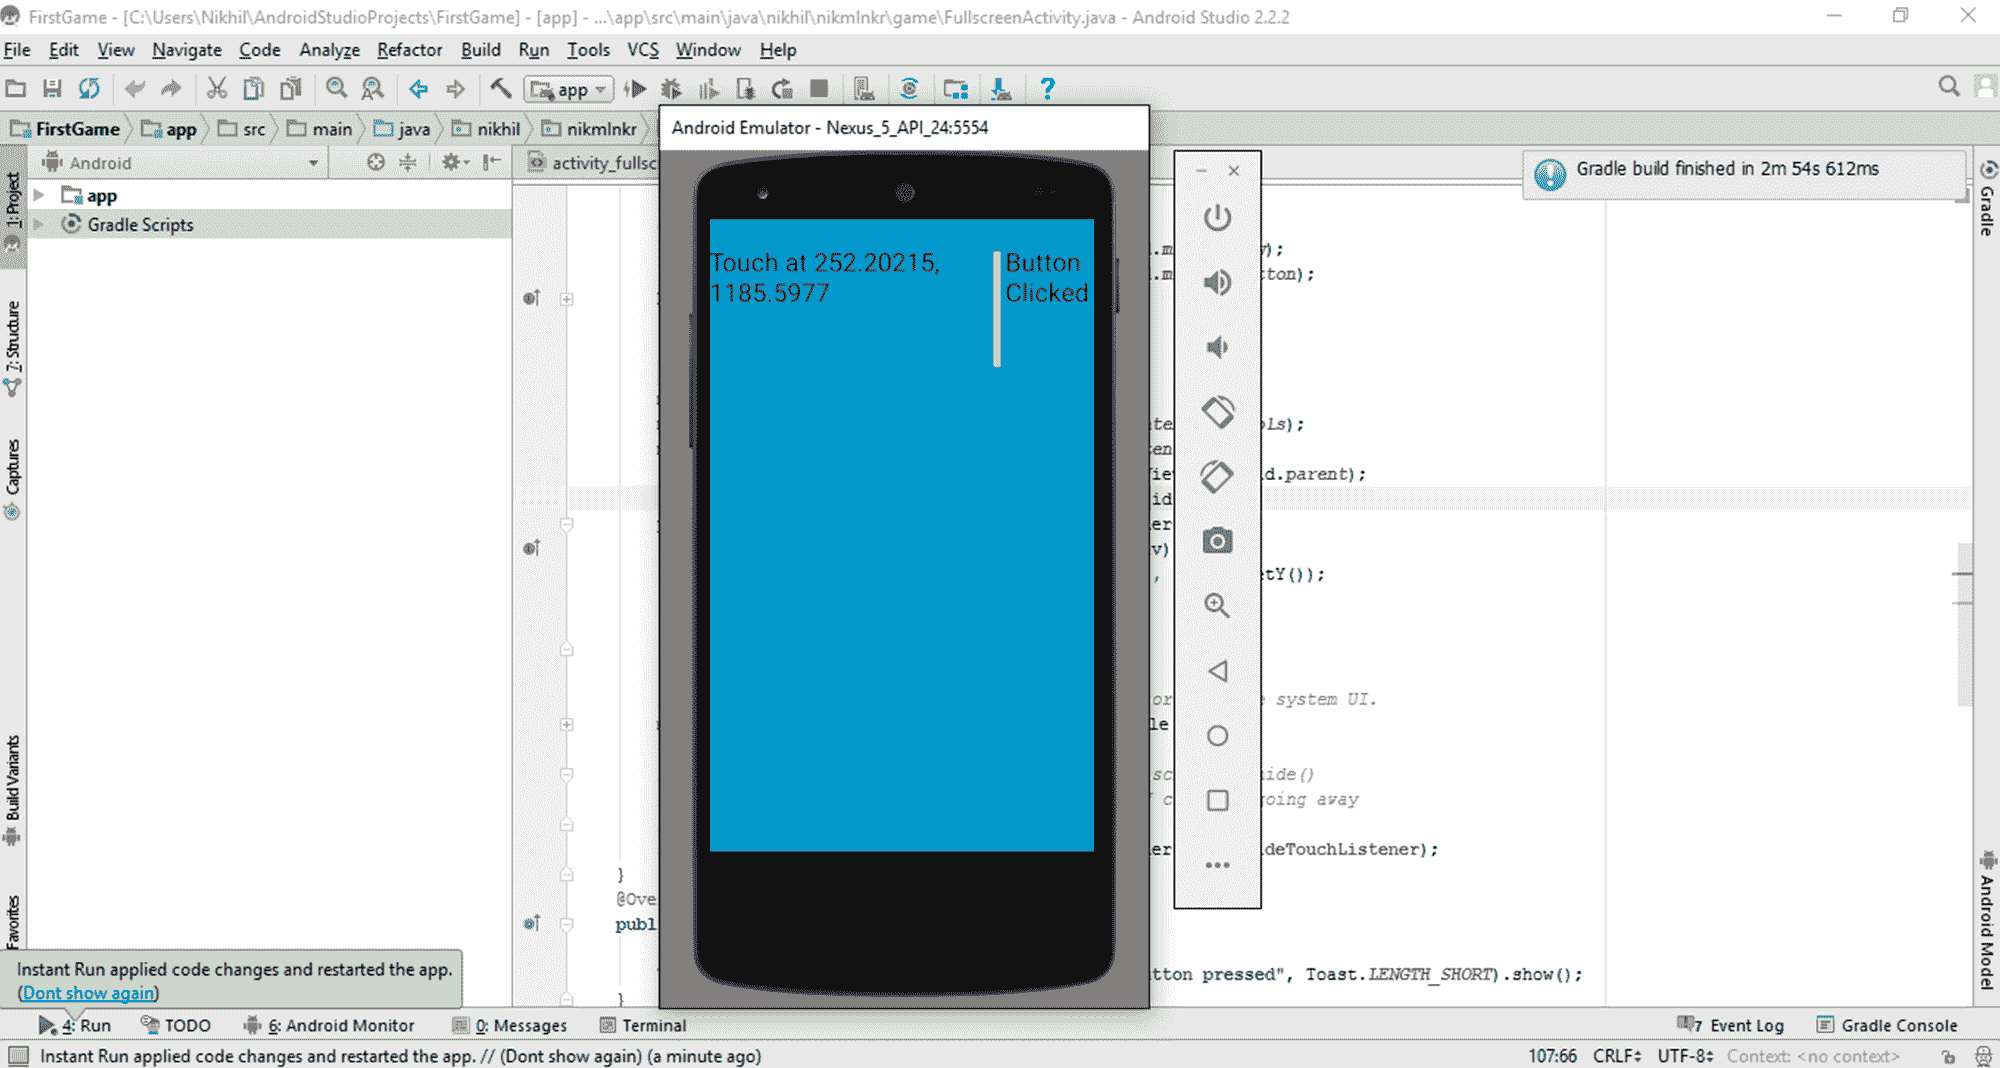 FirstGame - [C:\Users\Nikhil\AndroidStudioProjects\FirstGame] - [app] - ...\app\src\main\java\nikhil\nikmlnkr\game\FullscreenActivity.java - Android Studio 2.2.2
File Edit View Navigate Code Analyze Refactor Build Run Tools VCS Window Help
app
FirstGame app src main java nikhil nikmlnkr
Android Emulator - Nexus_5_API_24:5554
Android
activity_fullsc
Gradle build finished in 2m 54s 612ms
1: Project
7: Structure
Captures
Build Variants
Favorites
app
Gradle Scripts
Touch at 252.20215,
1185.5977
Button
Clicked
);
tton);
ols);
d.parent);
id
er
v)
, tY());
or system UI.
le
ide()
going away
er deTouchListener);
}
@Ove
publ
tton pressed", Toast.LENGTH_SHORT).show();
}
Gradle
Android Model
Instant Run applied code changes and restarted the app.
(Dont show again)
4: Run TODO 6: Android Monitor 0: Messages Terminal
7 Event Log Gradle Console
Instant Run applied code changes and restarted the app. // (Dont show again) (a minute ago)
107:66 CRLF UTF-8 Context: <no context>